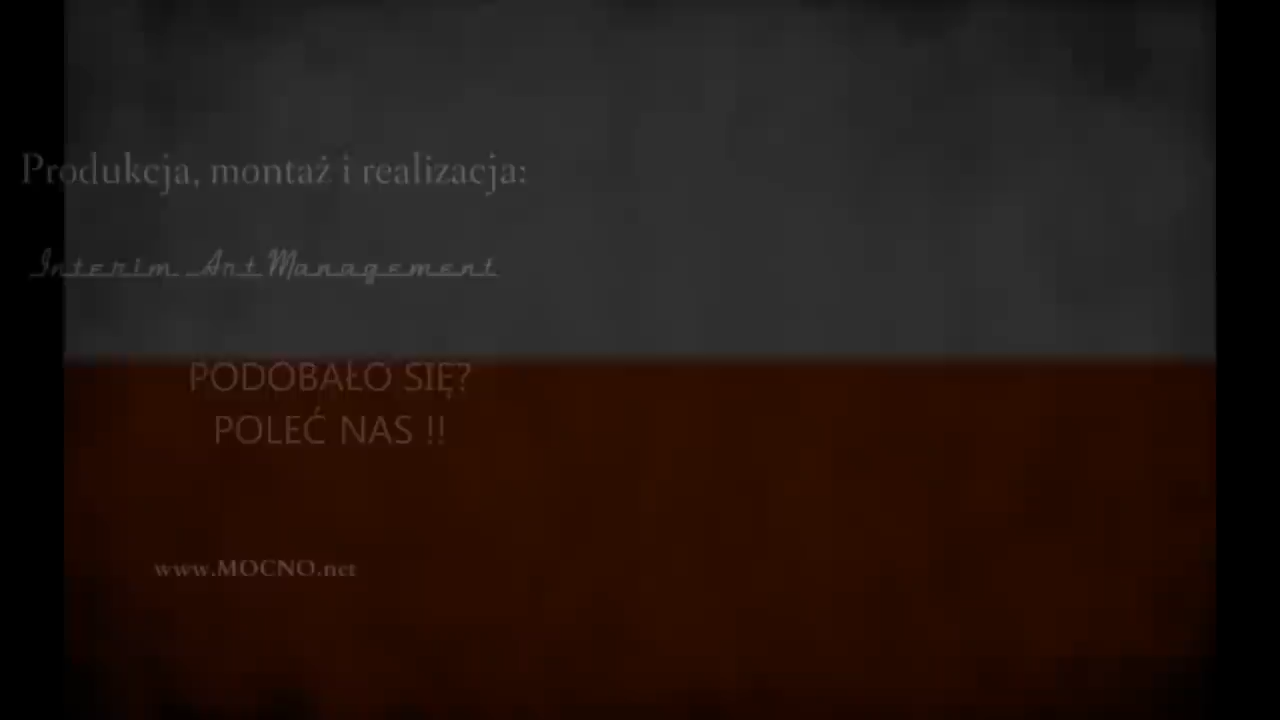 Produkcja, montaż i realizacja:
Interim Art Management
PODOBAŁO SIĘ?
POLEĆ NAS !!
www.MOCNO.net